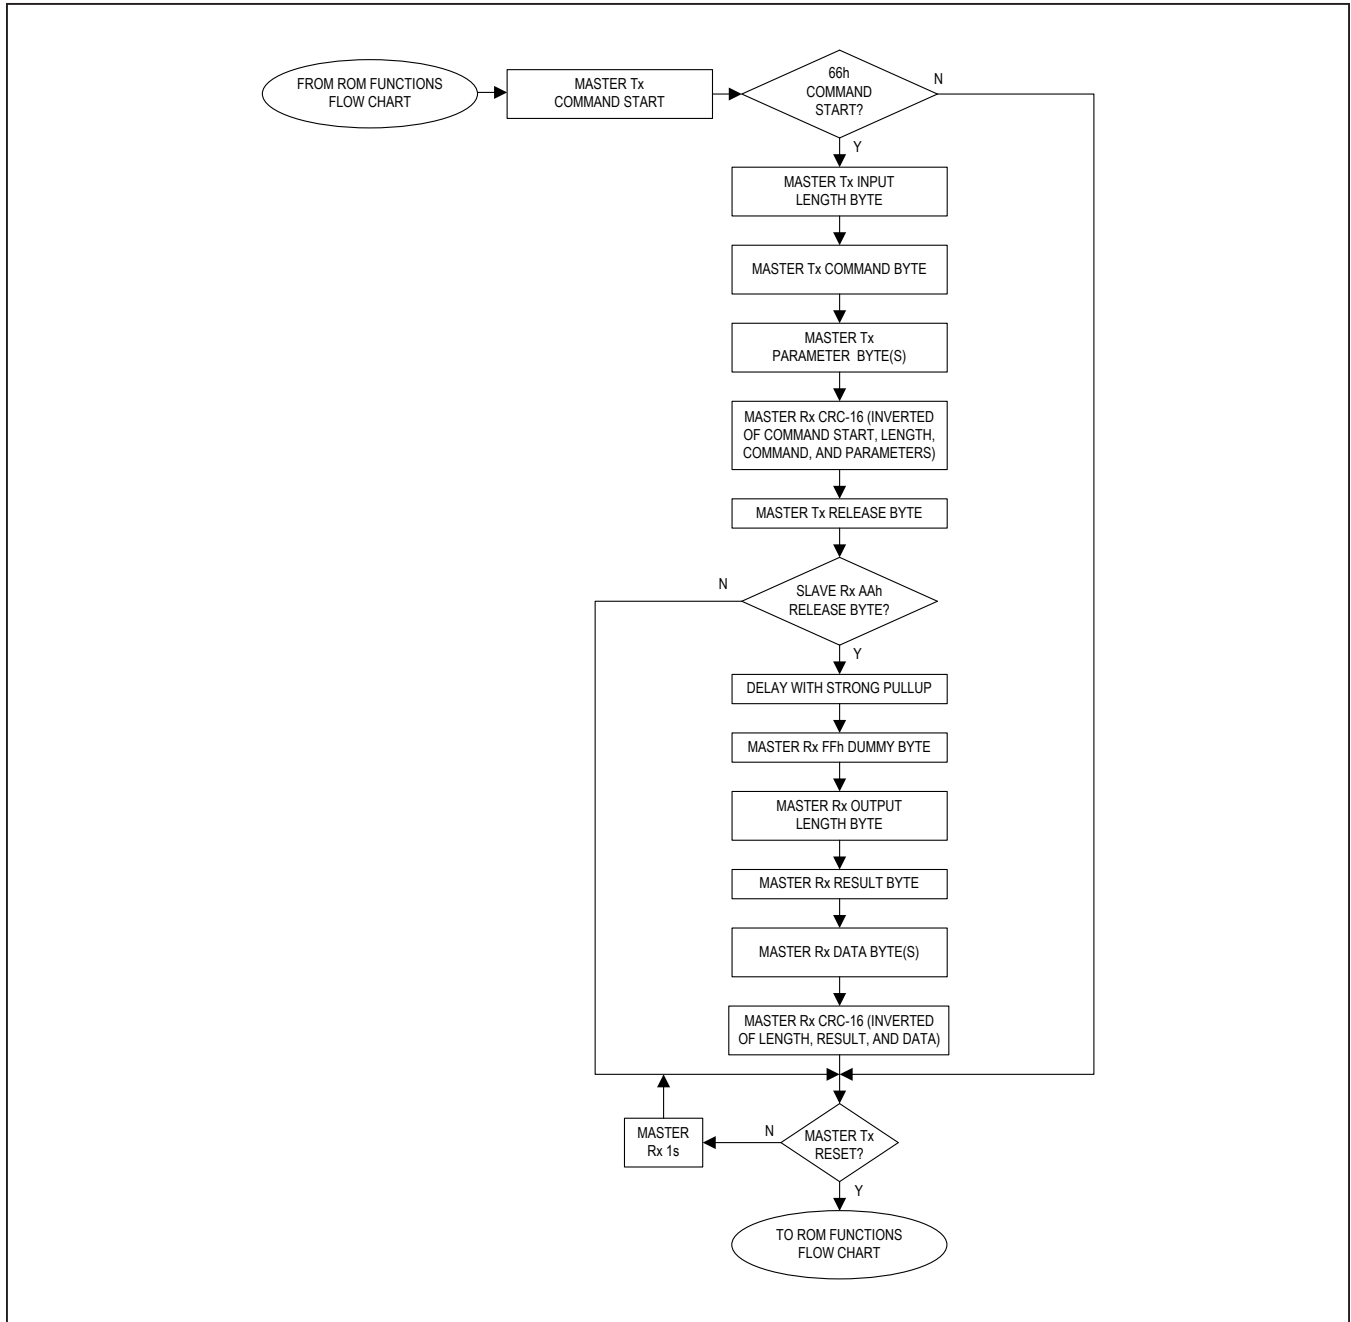 FROM ROM FUNCTIONS
FLOW CHART
MASTER Tx
COMMAND START
66h
COMMAND
START?
N
Y
MASTER Tx INPUT
LENGTH BYTE
MASTER Tx COMMAND BYTE
MASTER Tx
PARAMETER BYTE(S)
MASTER Rx CRC-16 (INVERTED
OF COMMAND START, LENGTH,
COMMAND, AND PARAMETERS)
MASTER Tx RELEASE BYTE
SLAVE Rx AAh
RELEASE BYTE?
N
Y
DELAY WITH STRONG PULLUP
MASTER Rx FFh DUMMY BYTE
MASTER Rx OUTPUT
LENGTH BYTE
MASTER Rx RESULT BYTE
MASTER Rx DATA BYTE(S)
MASTER Rx CRC-16 (INVERTED
OF LENGTH, RESULT, AND DATA)
MASTER Tx
RESET?
N
MASTER
Rx 1s
Y
TO ROM FUNCTIONS
FLOW CHART